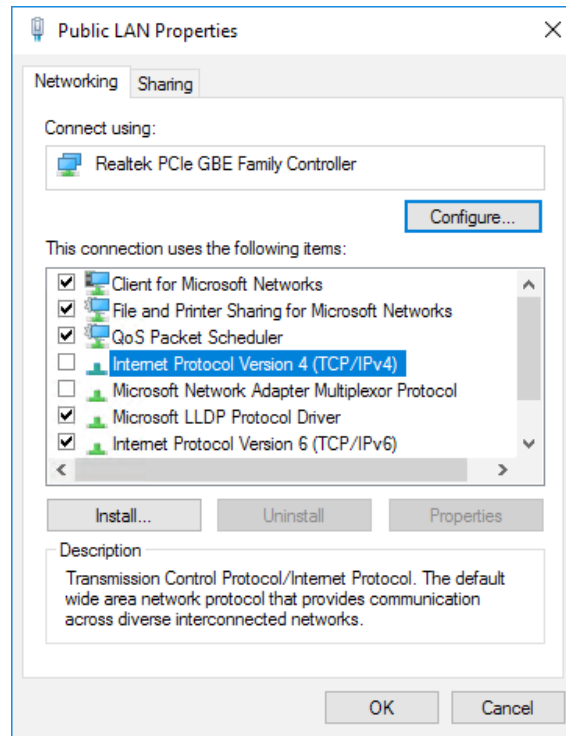 Public LAN Properties
Networking
Sharing
Connect using:
Realtek PCIe GBE Family Controller
Configure...
This connection uses the following items:
Client for Microsoft Networks
File and Printer Sharing for Microsoft Networks
QoS Packet Scheduler
Internet Protocol Version 4 (TCP/IPv4)
Microsoft Network Adapter Multiplexor Protocol
Microsoft LLDP Protocol Driver
Internet Protocol Version 6 (TCP/IPv6)
Install...
Uninstall
Properties
Description
Transmission Control Protocol/Internet Protocol. The default
wide area network protocol that provides communication
across diverse interconnected networks.
OK
Cancel